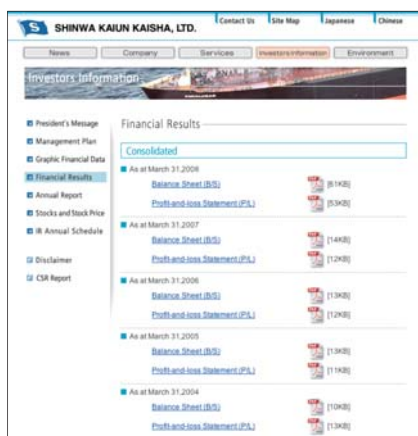 Contact Us Site Map Japanese Chinese
S SHINWA KAIUN KAISHA, LTD.
News Company Services Investors Information Environment
Investors Information
President's Message
Management Plan
Graphic Financial Data
Financial Results
Annual Report
Stocks and Stock Price
IR Annual Schedule
Disclaimer
CSR Report
Financial Results
Consolidated
As at March 31,2008
Balance Sheet (B/S) [61KB]
Profit-and-loss Statement (P/L) [53KB]
As at March 31,2007
Balance Sheet (B/S) [14KB]
Profit-and-loss Statement (P/L) [12KB]
As at March 31,2006
Balance Sheet (B/S) [13KB]
Profit-and-loss Statement (P/L) [12KB]
As at March 31,2005
Balance Sheet (B/S) [13KB]
Profit-and-loss Statement (P/L) [11KB]
As at March 31,2004
Balance Sheet (B/S) [10KB]
Profit-and-loss Statement (P/L) [13KB]